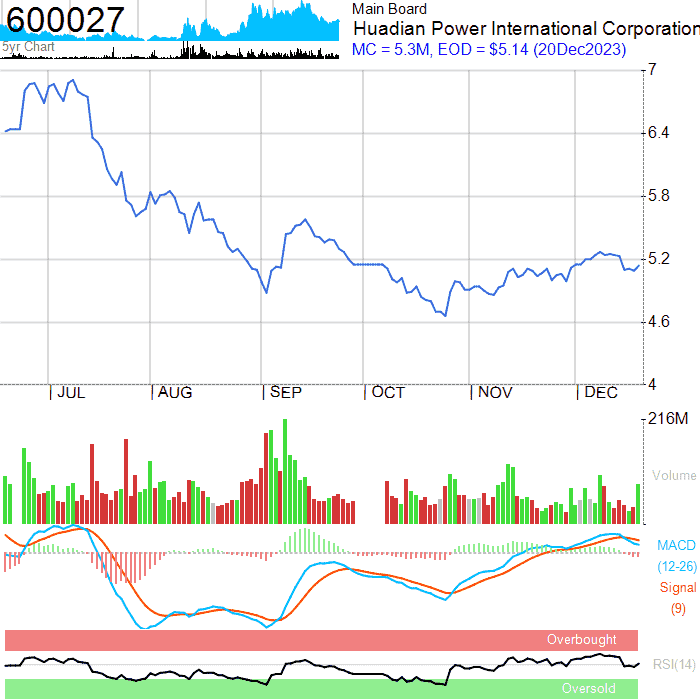 600027
5yr Chart
Main Board
Huadian Power International Corporation
MC = 5.3M, EOD = $5.14 (20Dec2023)
7
6.4
5.8
5.2
4.6
4
| JUL | AUG | SEP | OCT | NOV | DEC
216M
Volume
MACD
(12-26)
Signal
(9)
Overbought
RSI(14)
Oversold